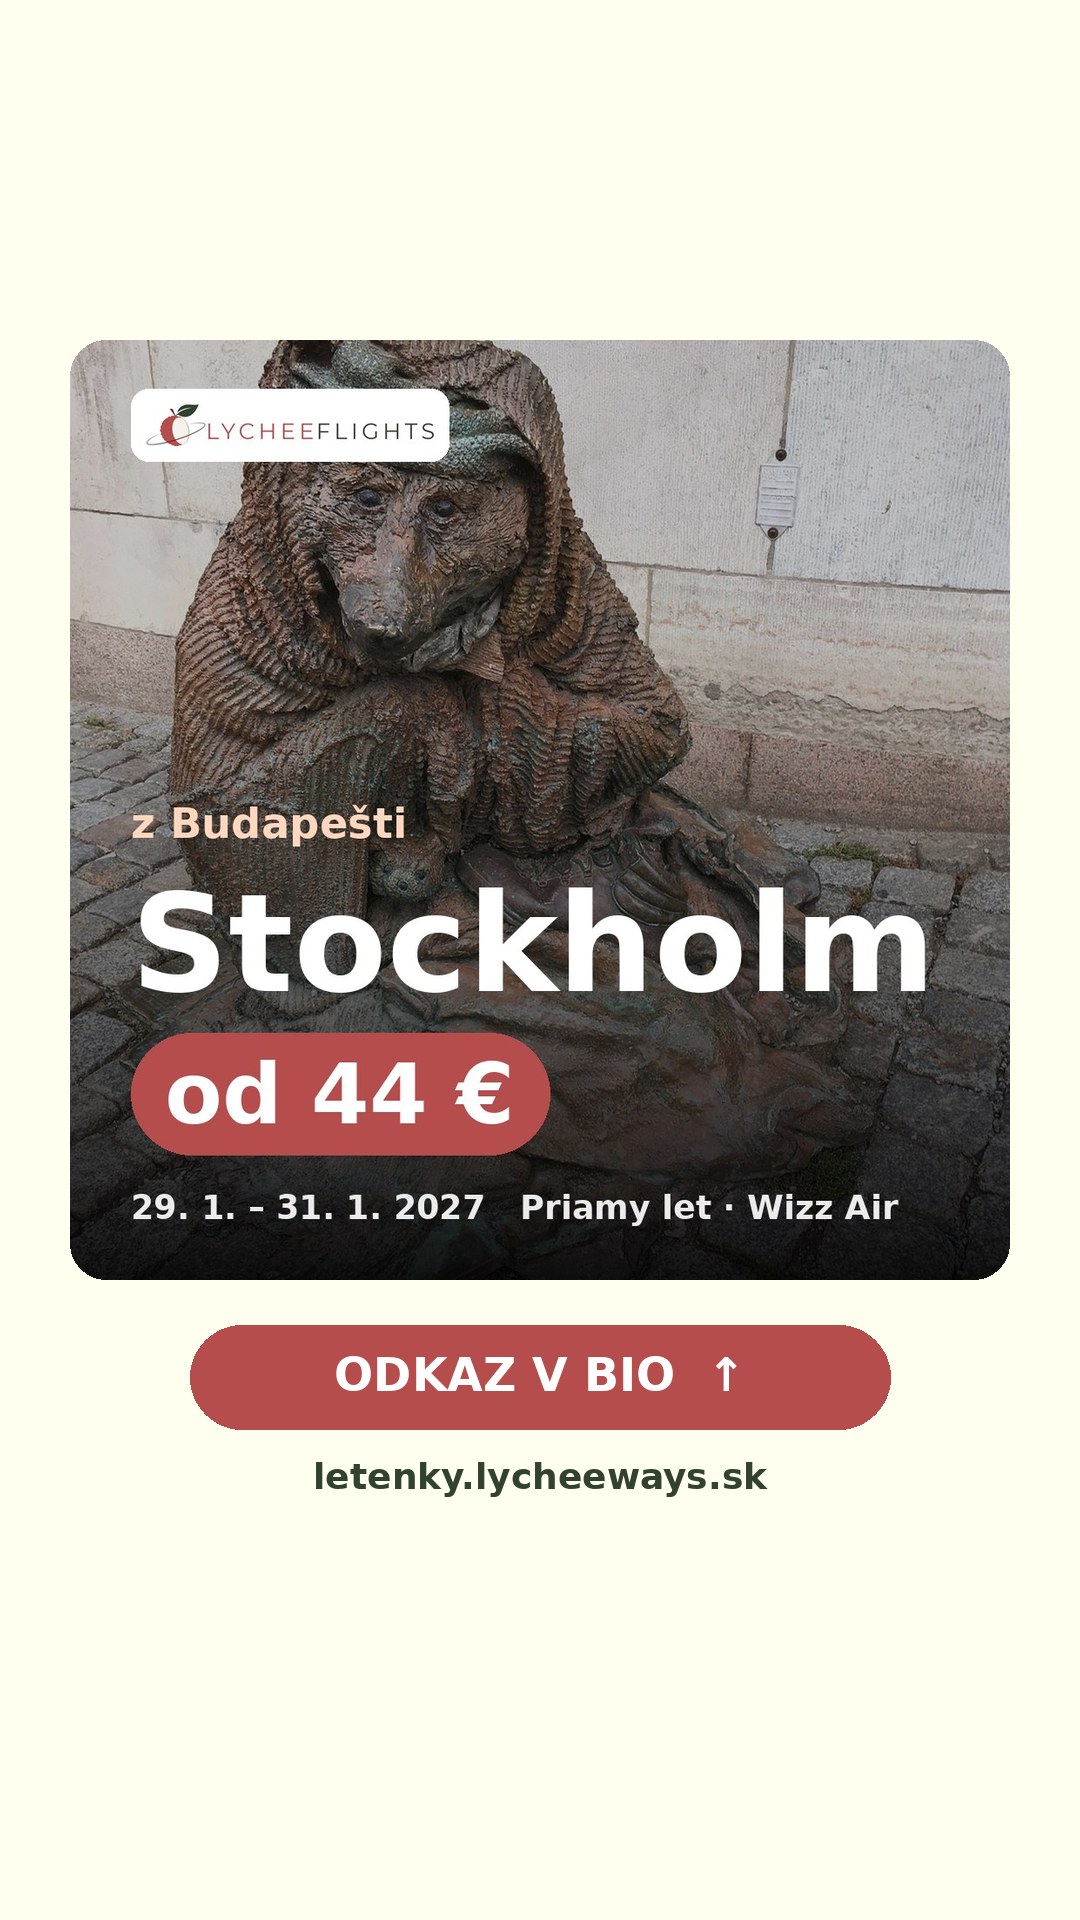 LYCHEEFLIGHTS
z Budapešti
Stockholm
od 44 €
29. 1. – 31. 1. 2027 Priamy let · Wizz Air
ODKAZ V BIO ↑
letenky.lycheeways.sk